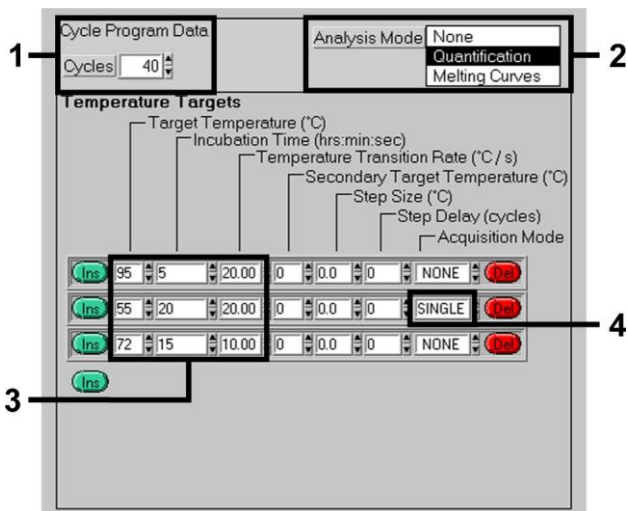 Cycle Program Data
Cycles 40
Analysis Mode None
Quantification
Melting Curves
1
2
Temperature Targets
Target Temperature (°C)
Incubation Time (hrs:min:sec)
Temperature Transition Rate (°C / s)
Secondary Target Temperature (°C)
Step Size (°C)
Step Delay (cycles)
Acquisition Mode
Ins 95 5 20.00 0 0.0 0 NONE Del
Ins 55 20 20.00 0 0.0 0 SINGLE Del
Ins 72 15 10.00 0 0.0 0 NONE Del
4
Ins
3